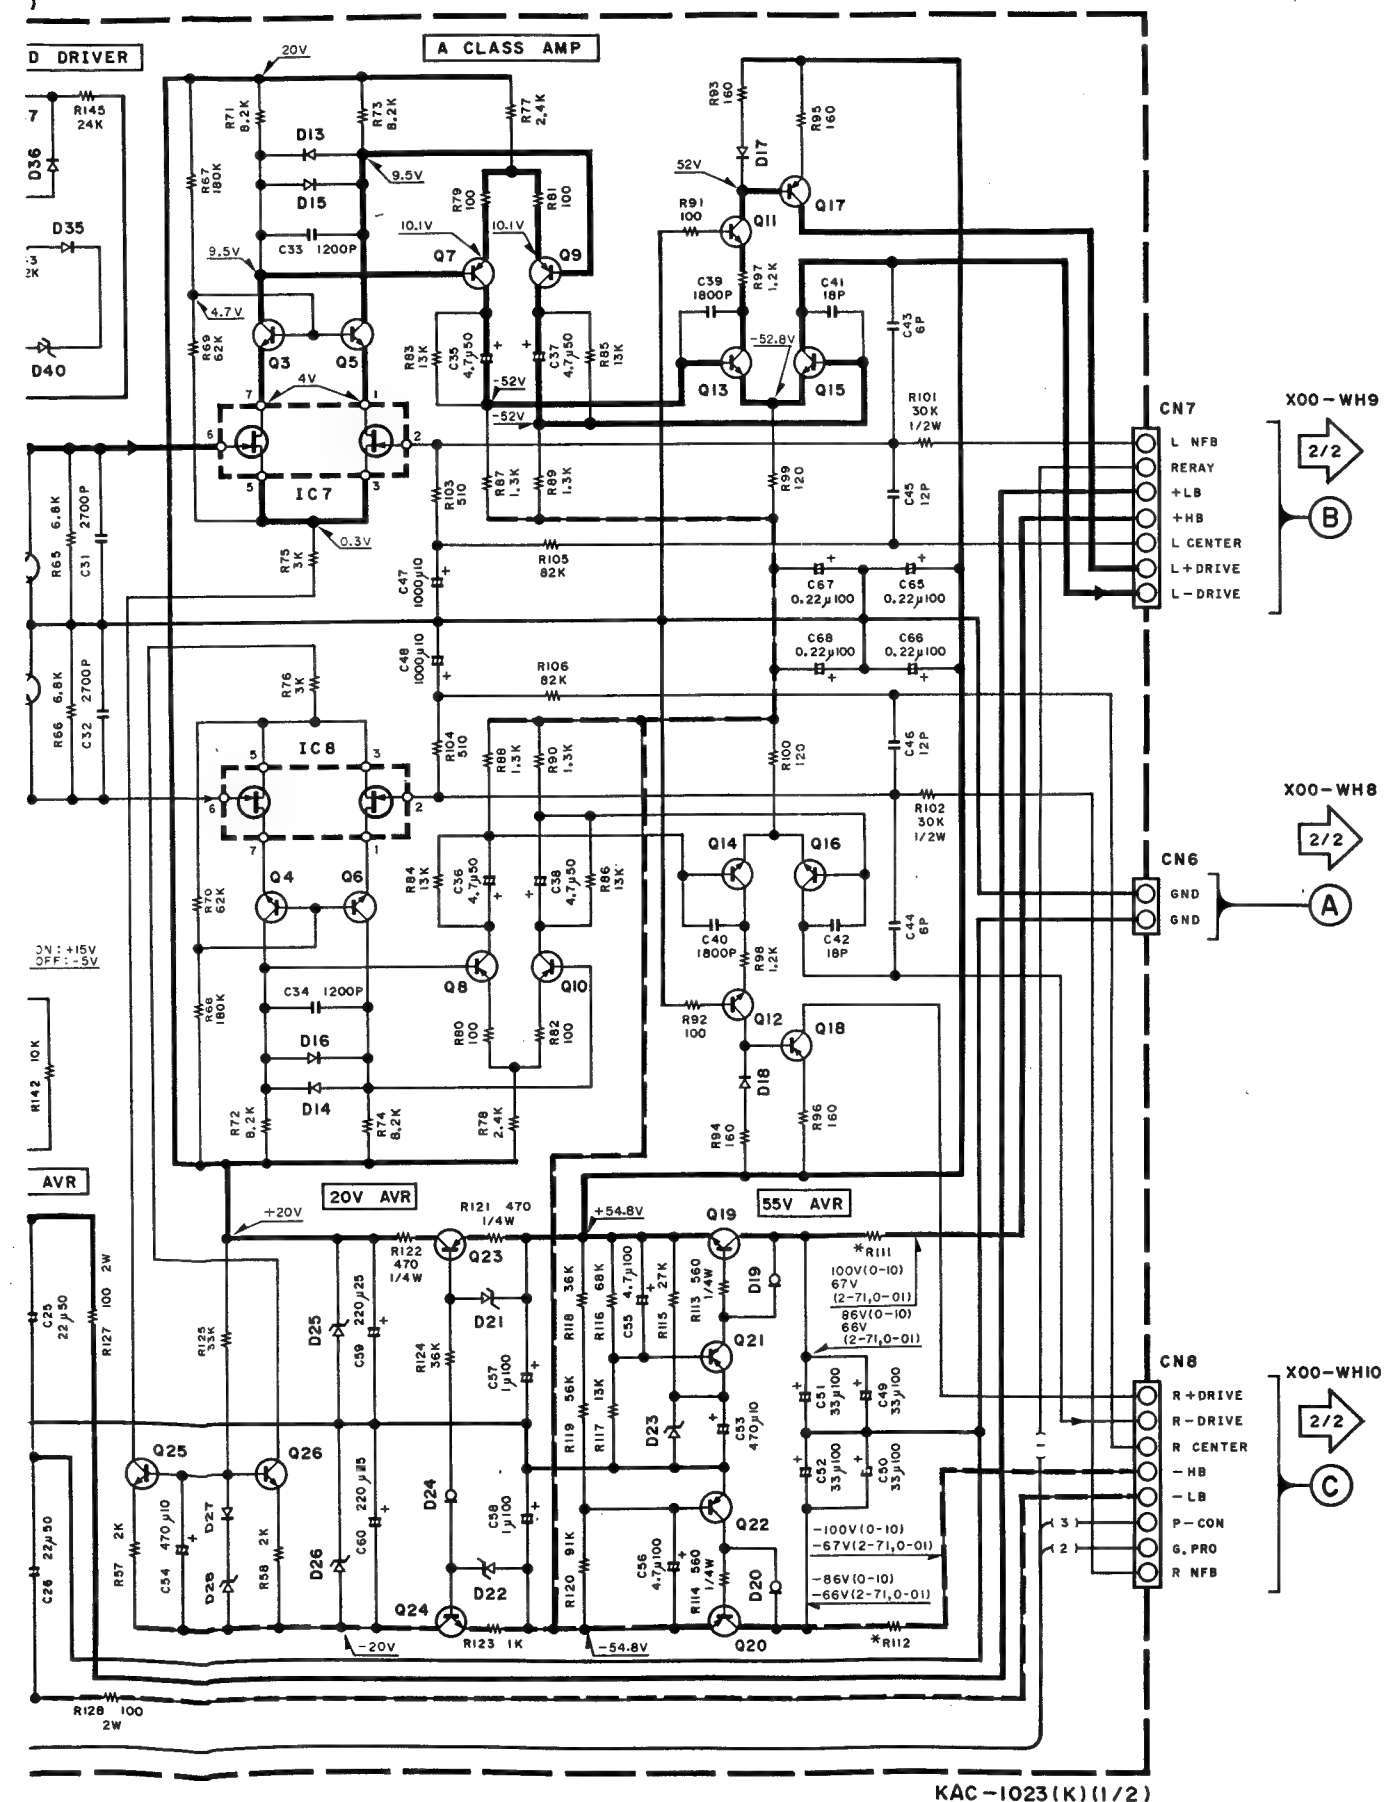 )
D DRIVER
A CLASS AMP
20V
7
R145
24K
D36
D35
2K
D40
R71
8.2K
R73
8.2K
R77
2.4K
R93
160
R95
160
D13
D15
D17
R67
180K
9.5V
52V
C33 1200P
R79
100
R81
100
R91
100
Q11
Q17
10.1V
10.1V
9.5V
Q7
Q9
R97
1.2K
C39
1800P
C41
18P
4.7V
C43
6P
R69
62K
Q3
Q5
R83
13K
C35
4.7µ50
C37
4.7µ50
R85
13K
-52.8V
4V
7
1
-52V
Q13
Q15
R101
30K
1/2W
CN7
X00-WH9
-52V
6
2
L NFB
2/2
RERAY
5
IC7
3
R87
1.3K
R89
1.3K
R99
120
C45
12P
+LB
R103
510
+HB
B
R65 6.8K
C31 2700P
R75
3K
0.3V
R105
82K
L CENTER
C47
1000µ10
C67
0.22µ100
C65
0.22µ100
L+DRIVE
L-DRIVE
C48
1000µ10
C68
0.22µ100
C66
0.22µ100
R66 6.8K
C32 2700P
R76
3K
R106
82K
5
IC8
3
R104
510
R88
1.3K
R90
1.3K
R100
120
C46
12P
6
2
R102
30K
1/2W
X00-WH8
2/2
7
1
Q14
Q16
CN6
Q4
Q6
R84
13K
C36
4.7µ50
C38
4.7µ50
R86
13K
GND
GND
A
R70
62K
C40
1800P
C42
18P
C44
6P
ON:+15V
OFF:-5V
R98
1.2K
Q8
Q10
R68
180K
C34 1200P
R92
100
Q12
Q18
R80
100
R82
100
D16
D14
D18
R142 10K
R72
8.2K
R74
8.2K
R78
2.4K
R94
160
R96
160
AVR
20V AVR
R121 470
1/4W
55V AVR
+20V
+54.8V
Q19
R122
470
1/4W
Q23
*R111
100V(0-10)
67V
(2-71,0-01)
86V(0-10)
66V
(2-71,0-01)
C25
22µ50
R127 100 2W
R125
33K
D25
C59 220µ25
R124
36K
D21
C57
1µ100
R118 36K
R116 68K
C55 4.7µ100
R115 27K
R113 560
1/4W
D19
Q21
CN8
X00-WH10
R+DRIVE
R119 56K
R117 13K
D23
C53
470µ10
C51
33µ100
C49
33µ100
R-DRIVE
2/2
Q25
Q26
R CENTER
C52
33µ100
C50
33µ100
-HB
C
D24
-LB
C26 22µ50
R57 2K
C54 470µ10
D27
D28
R58 2K
D26
C60 220µ25
C58
1µ100
D22
R120 91K
C56
4.7µ100
R114 560
1/4W
Q22
D20
-100V(0-10)
-67V(2-71,0-01)
(3)
P-CON
(2)
G.PRO
-86V(0-10)
-66V(2-71,0-01)
R NFB
Q24
Q20
-20V
R123 1K
-54.8V
*R112
R128 100
2W
KAC-1023(K)(1/2)